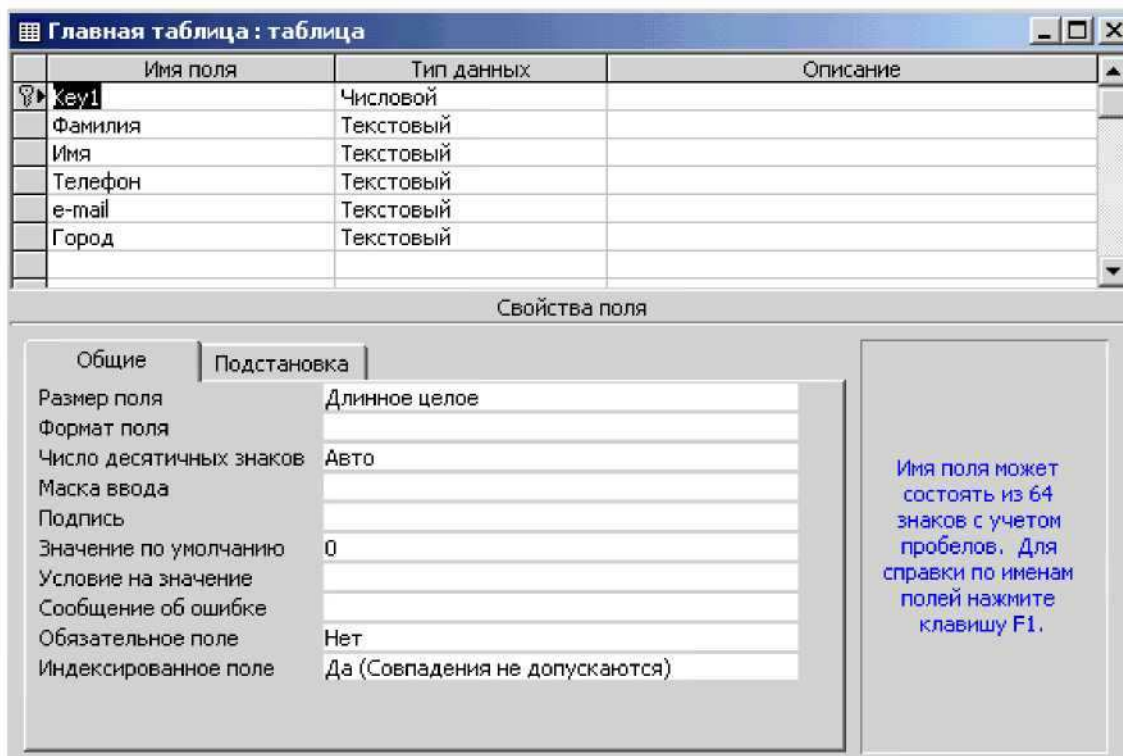 Главная таблица : таблица
Имя поля Тип данных Описание
Key1 Числовой
Фамилия Текстовый
Имя Текстовый
Телефон Текстовый
e-mail Текстовый
Город Текстовый
Свойства поля
Общие Подстановка
Размер поля Длинное целое
Формат поля
Число десятичных знаков Авто
Маска ввода
Подпись
Значение по умолчанию 0
Условие на значение
Сообщение об ошибке
Обязательное поле Нет
Индексированное поле Да (Совпадения не допускаются)
Имя поля может
состоять из 64
знаков с учетом
пробелов. Для
справки по именам
полей нажмите
клавишу F1.